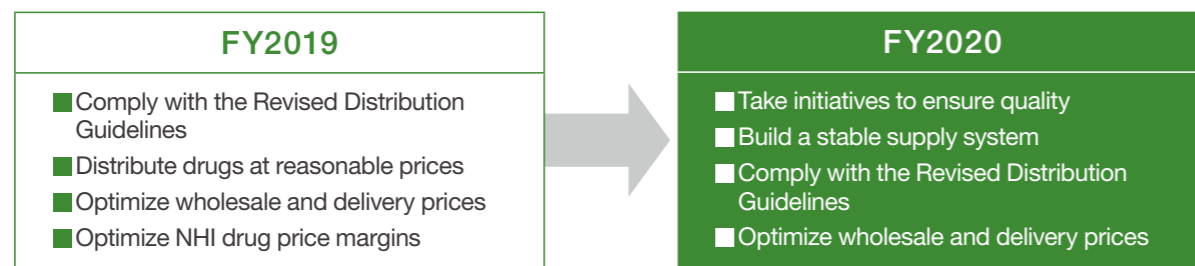 FY2019
Comply with the Revised Distribution
Guidelines
Distribute drugs at reasonable prices
Optimize wholesale and delivery prices
Optimize NHI drug price margins
FY2020
Take initiatives to ensure quality
Build a stable supply system
Comply with the Revised Distribution
Guidelines
Optimize wholesale and delivery prices